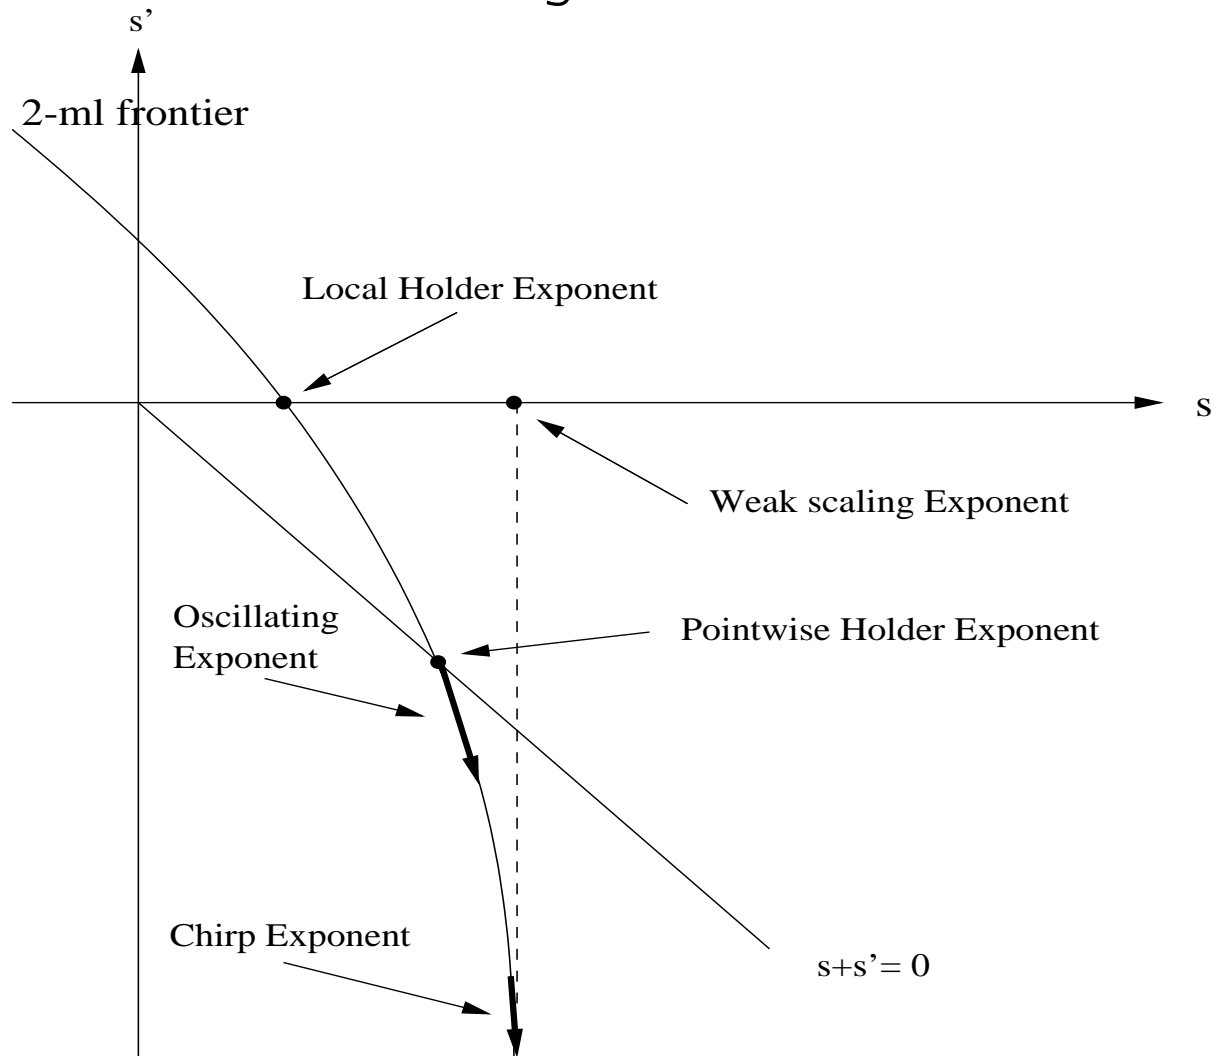 s’
2-ml frontier
Local Holder Exponent
s
Weak scaling Exponent
Oscillating
Exponent
Pointwise Holder Exponent
Chirp Exponent
s+s’= 0